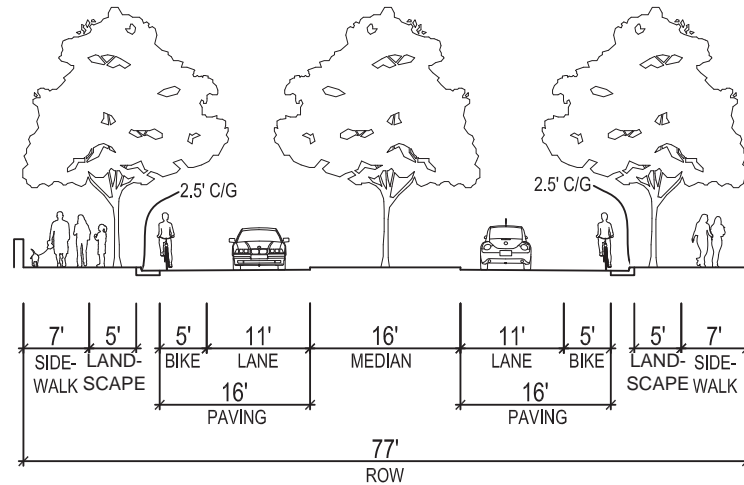 2.5' C/G 2.5' C/G
7' 5' 5' 11' 16' 11' 5' 5' 7'
SIDE- LAND- BIKE LANE MEDIAN LANE BIKE LAND- SIDE-
WALK SCAPE SCAPE WALK
16' 16'
PAVING PAVING
77'
ROW